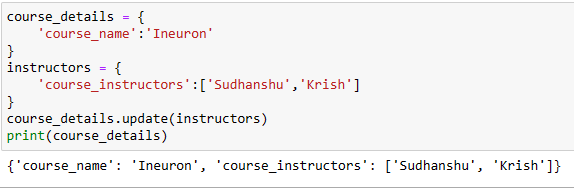 course_details = {
    'course_name':'Ineuron'
}
instructors = {
    'course_instructors':['Sudhanshu','Krish']
}
course_details.update(instructors)
print(course_details)
{'course_name': 'Ineuron', 'course_instructors': ['Sudhanshu', 'Krish']}